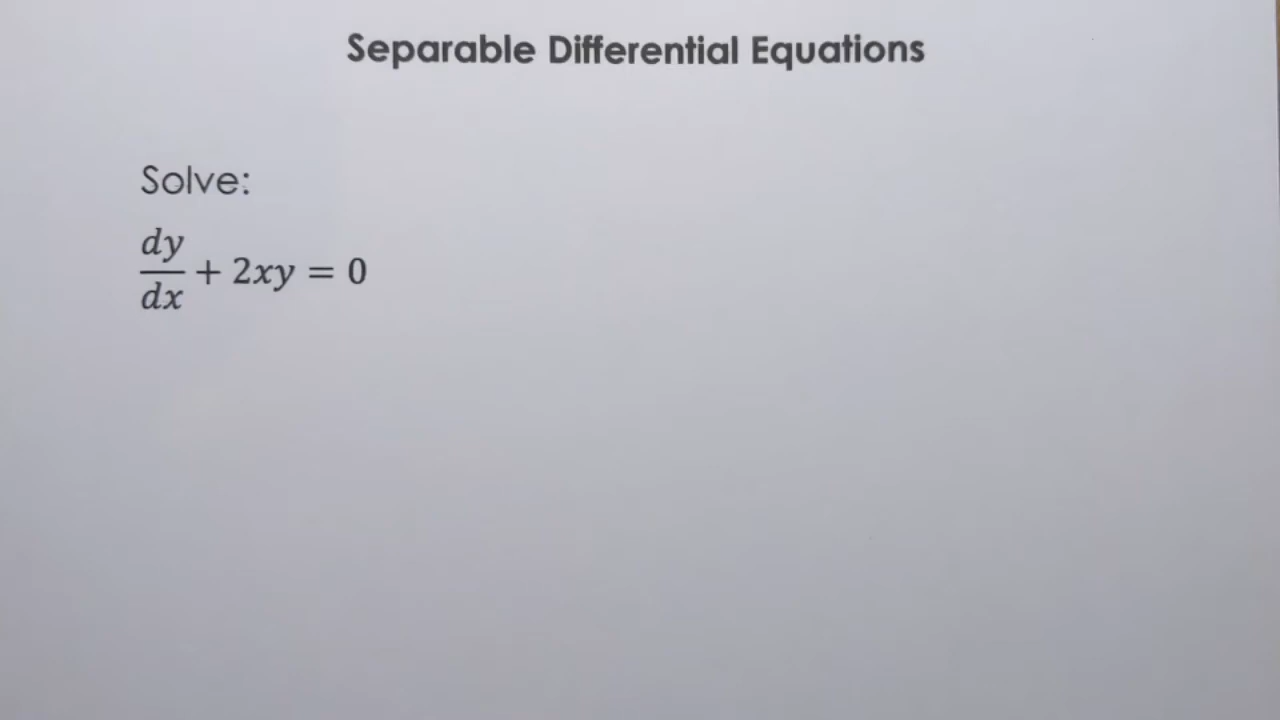 Separable Differential Equations
Solve:
dy/dx + 2xy = 0